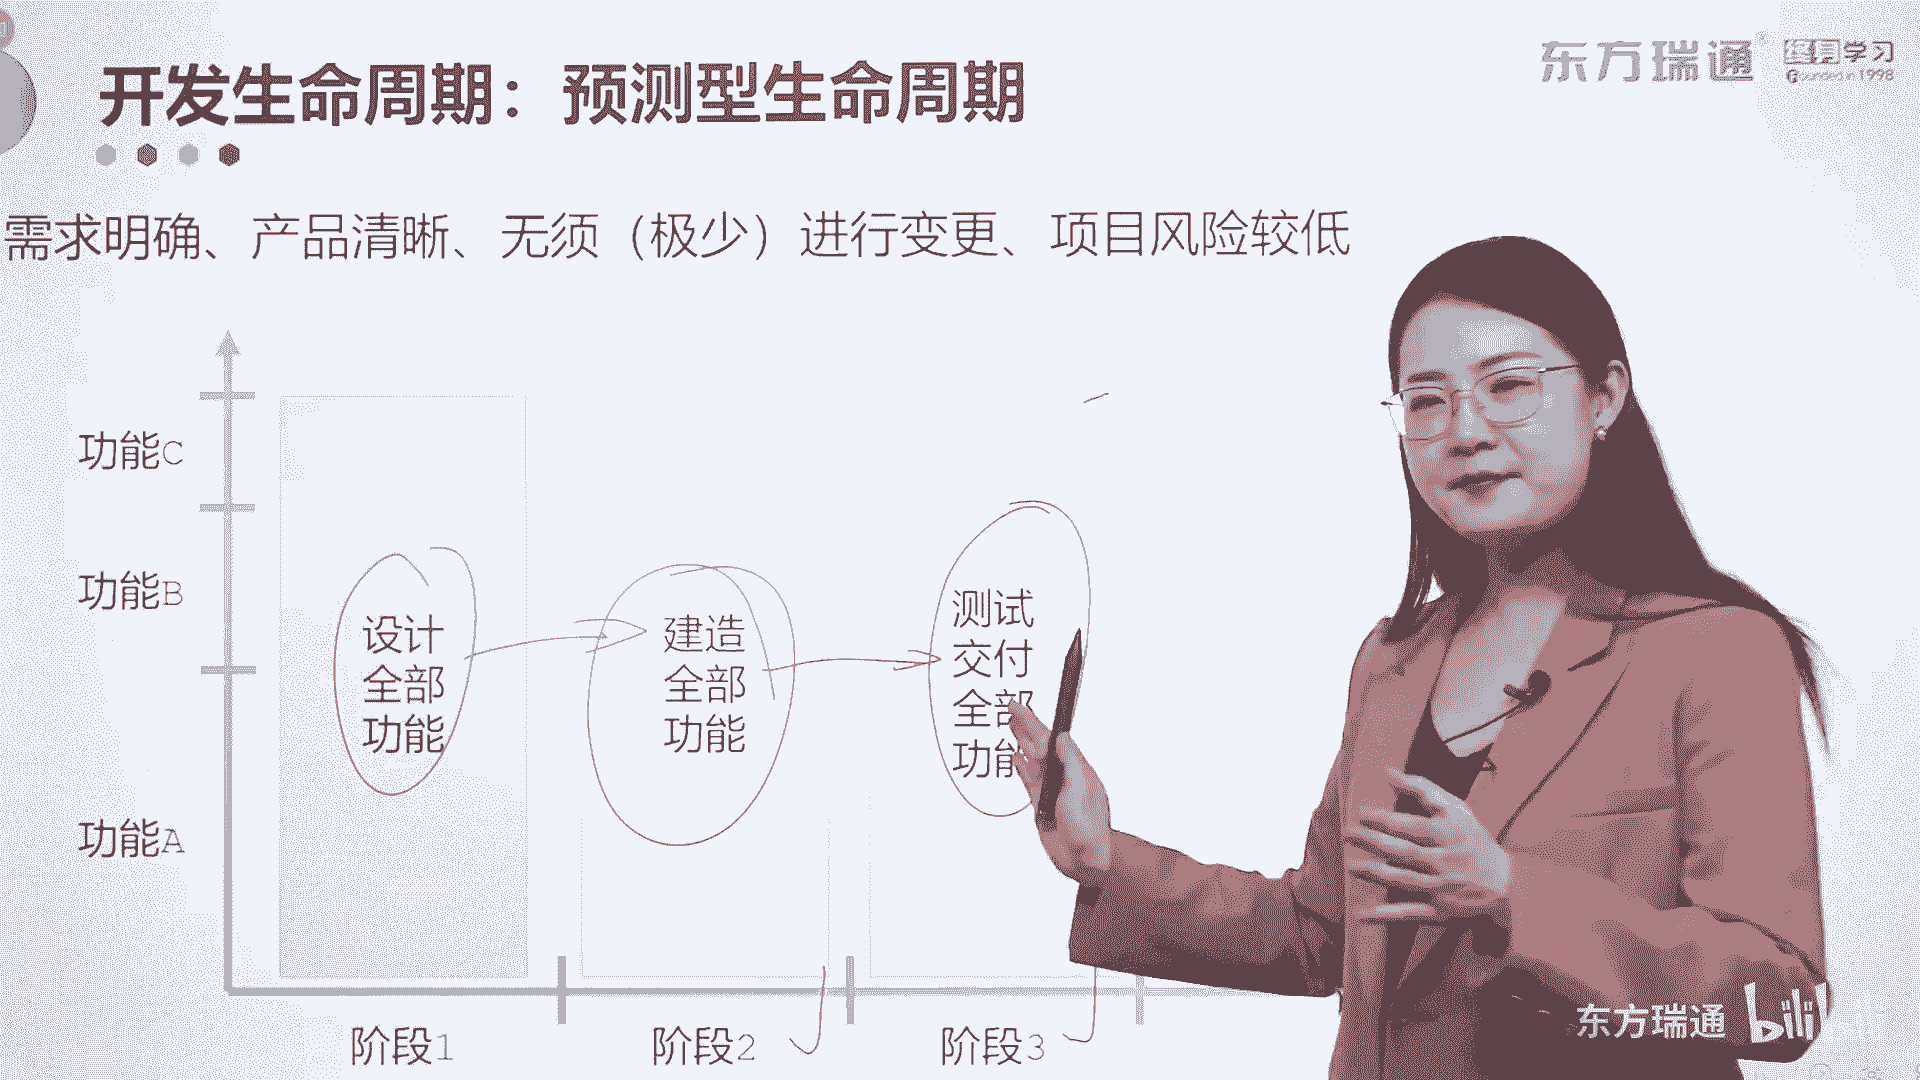 东方瑞通®
终身学习
Founded in 1998
开发生命周期：预测型生命周期
需求明确、产品清晰、无须（极少）进行变更、项目风险较低
功能C
功能B
功能A
设计
全部
功能
建造
全部
功能
测试
交付
全部
功能
阶段1
阶段2
阶段3
东方瑞通
bilibili